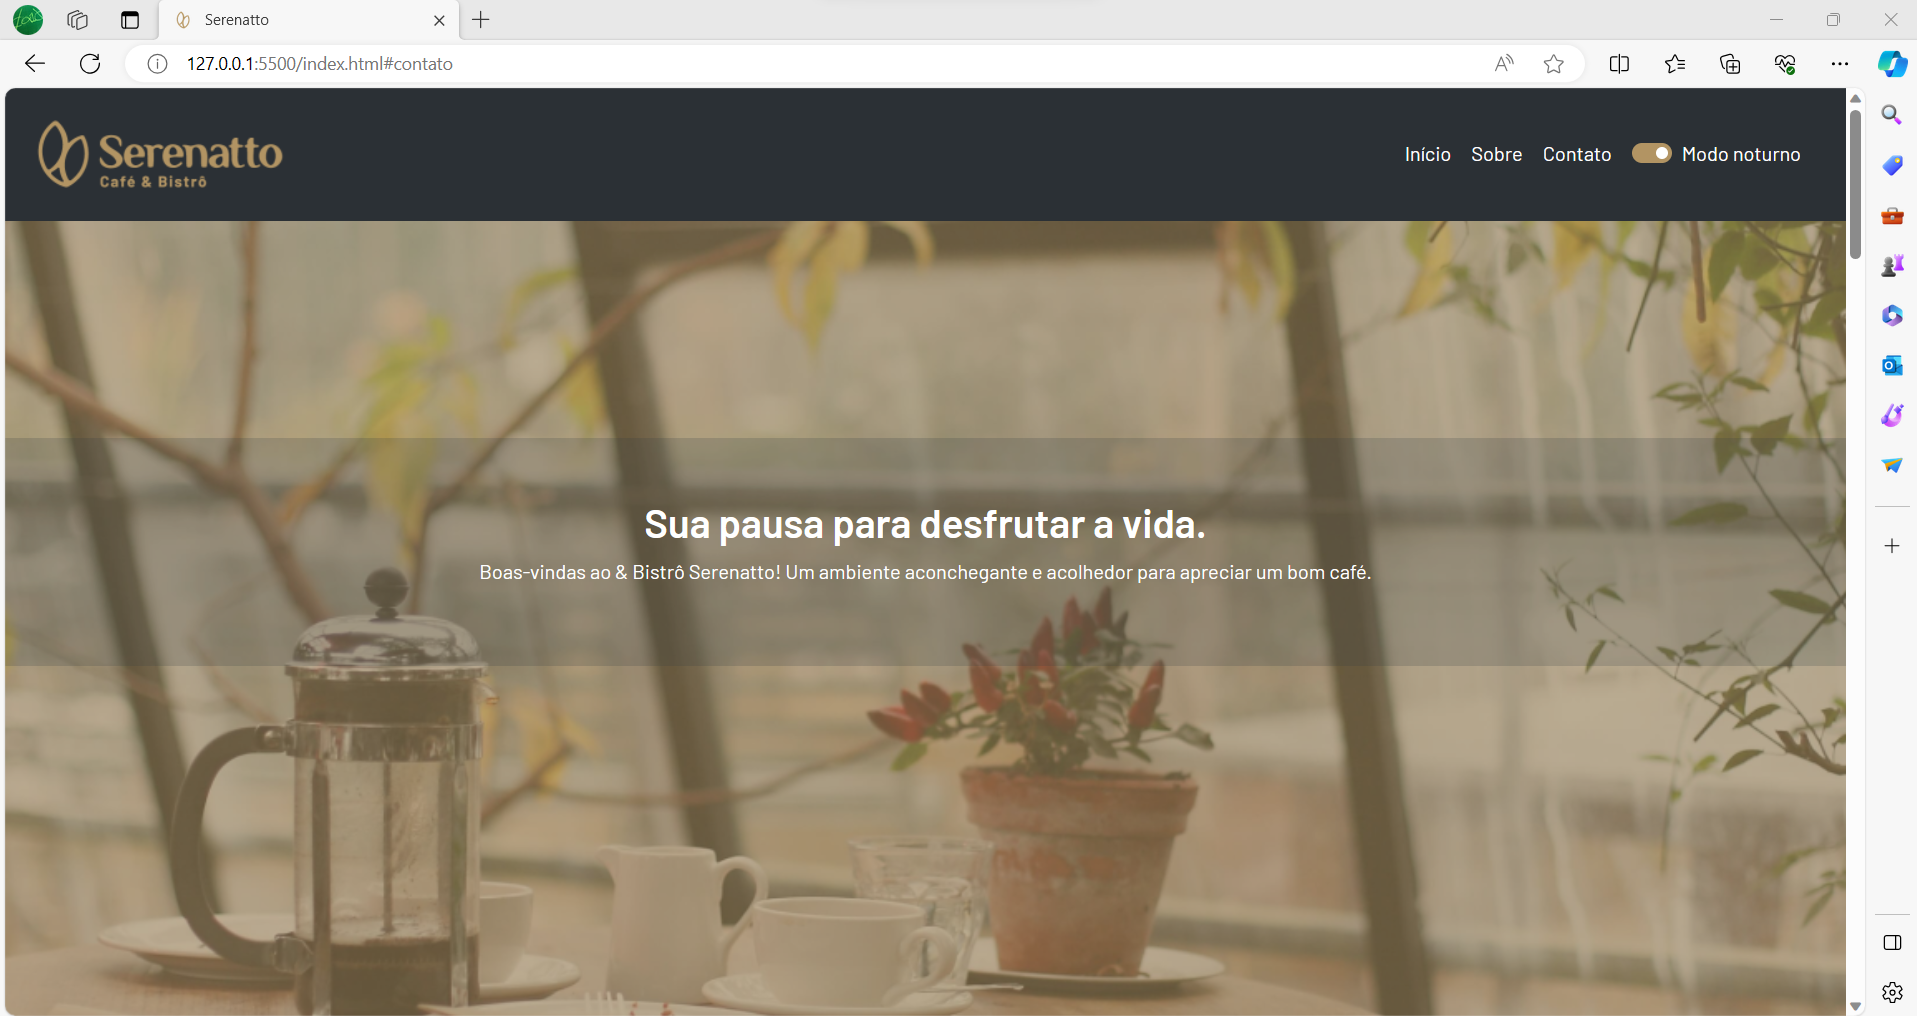 Serenatto
127.0.0.1:5500/index.html#contato
Serenatto
Café & Bistrô
Início Sobre Contato Modo noturno
Sua pausa para desfrutar a vida.
Boas-vindas ao & Bistrô Serenatto! Um ambiente aconchegante e acolhedor para apreciar um bom café.